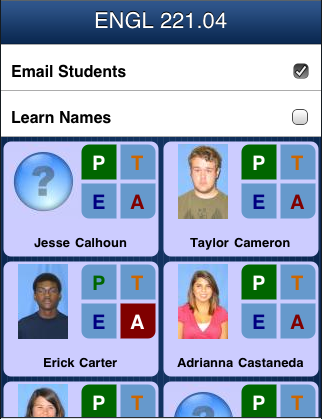 ENGL 221.04
Email Students
Learn Names
P T
E A
Jesse Calhoun
P T
E A
Taylor Cameron
P T
E A
Erick Carter
P T
E A
Adrianna Castaneda
P T
?
P T